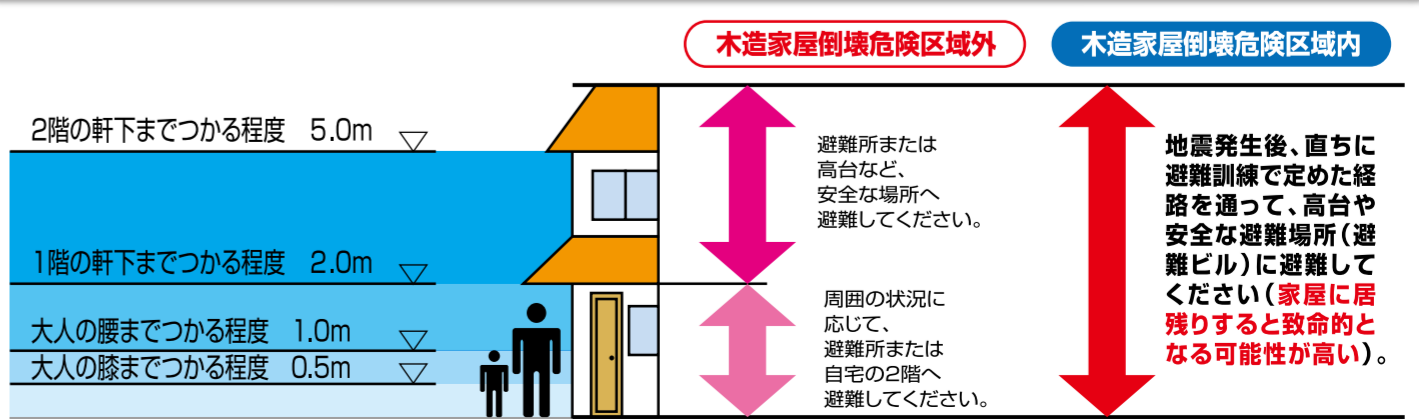 木造家屋倒壊危険区域外
木造家屋倒壊危険区域内
2階の軒下までつかる程度 5.0m
1階の軒下までつかる程度 2.0m
大人の腰までつかる程度 1.0m
大人の膝までつかる程度 0.5m
避難所または
高台など、
安全な場所へ
避難してください。
周囲の状況に
応じて、
避難所または
自宅の2階へ
避難してください。
地震発生後、直ちに
避難訓練で定めた経
路を通って、高台や
安全な避難場所(避
難ビル)に避難して
ください(家屋に居
残りすると致命的と
なる可能性が高い)。